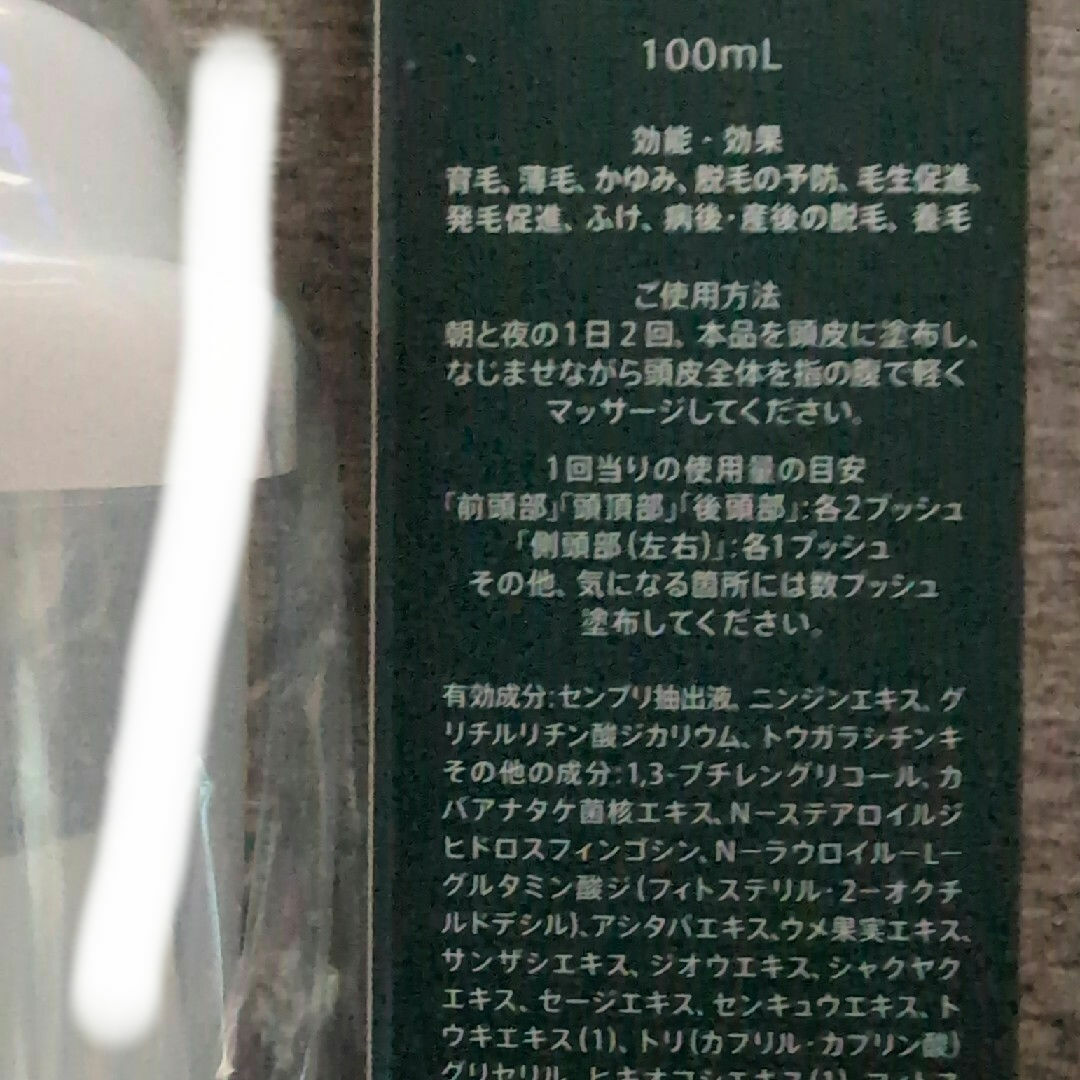 100mL
効能・効果
育毛、薄毛、かゆみ、脱毛の予防、毛生促進、
発毛促進、ふけ、病後・産後の脱毛、養毛
ご使用方法
朝と夜の1日2回、本品を頭皮に塗布し、
なじませながら頭皮全体を指の腹で軽く
マッサージしてください。
1回当りの使用量の目安
「前頭部」「頭頂部」「後頭部」:各2プッシュ
「側頭部(左右)」:各1プッシュ
その他、気になる箇所には数プッシュ
塗布してください。
有効成分:センブリ抽出液、ニンジンエキス、グ
リチルリチン酸ジカリウム、トウガラシチンキ
その他の成分:1,3-ブチレングリコール、カ
バアナタケ菌核エキス、N－ステアロイルジ
ヒドロスフィンゴシン、N－ラウロイル－L－
グルタミン酸ジ(フィトステリル・2－オクチ
ルドデシル)、アシタバエキス、ウメ果実エキス、
サンザシエキス、ジオウエキス、シャクヤク
エキス、セージエキス、センキュウエキス、ト
ウキエキス(1)、トリ(カプリル・カプリン酸)
グリセリル、ヒキオコシエキス(1)、